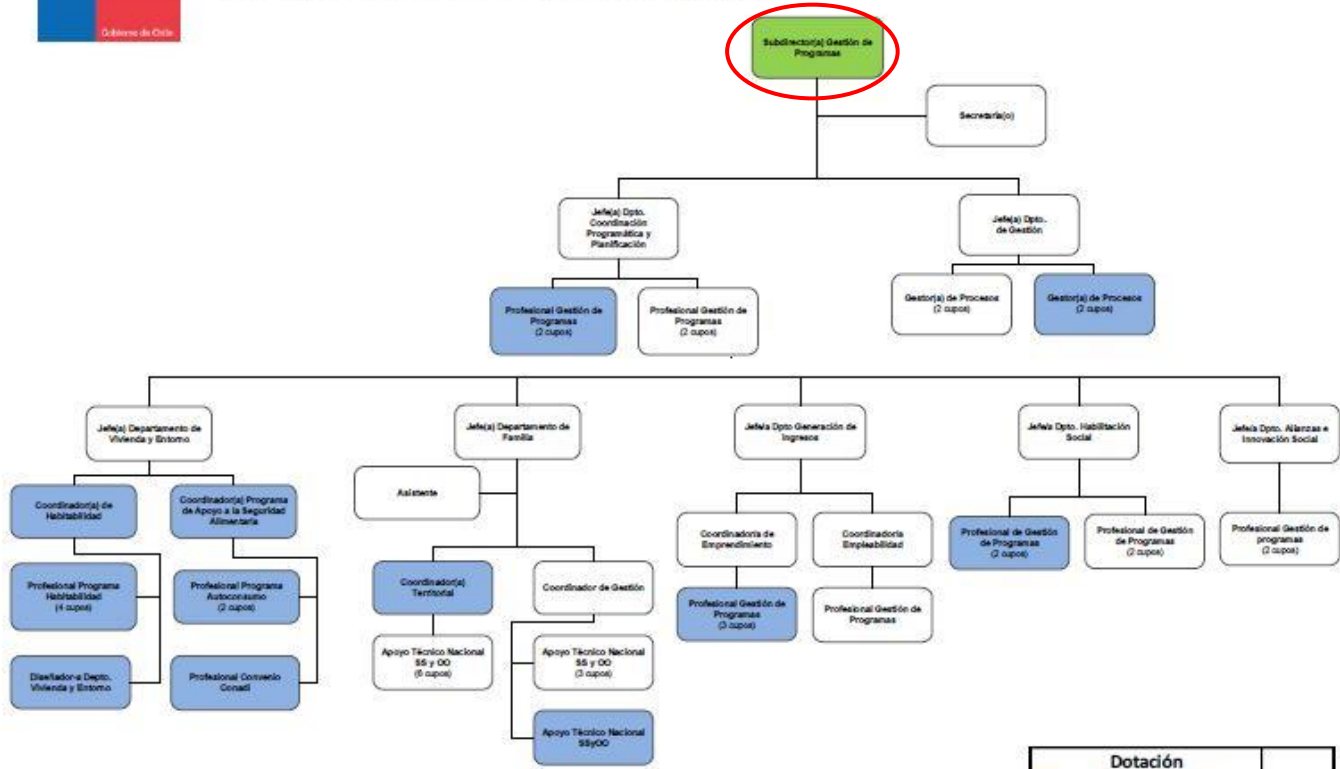 Gobierno de Chile
Subdirector(a) Gestión de
Programas
Secretaria(o)
Jefe(a) Dpto.
Coordinación
Programática y
Planificación
Jefe(a) Dpto.
de Gestión
Profesional Gestión de
Programas
(2 cupos)
Profesional Gestión de
Programas
(2 cupos)
Gestor(a) de Procesos
(2 cupos)
Gestor(a) de Procesos
(2 cupos)
Jefe(a) Departamento de
Vivienda y Entorno
Jefe(a) Departamento de
Familia
Jefe/a Dpto Generación de
Ingresos
Jefe/a Dpto. Habilitación
Social
Jefe/a Dpto. Alianzas e
Innovación Social
Coordinador(a) de
Habitabilidad
Coordinador(a) Programa
de Apoyo a la Seguridad
Alimentaria
Asistente
Coordinador/a de
Emprendimiento
Coordinador/a
Empleabilidad
Profesional de Gestión
de Programas
(2 cupos)
Profesional de Gestión
de Programas
(2 cupos)
Profesional Gestión de
programas
(2 cupos)
Profesional Programa
Habitabilidad
(4 cupos)
Profesional Programa
Autoconsumo
(2 cupos)
Coordinador(a)
Territorial
Coordinador de Gestión
Profesional Gestión de
Programas
(3 cupos)
Profesional Gestión de
Programas
Diseñador-a Depto.
Vivienda y Entorno
Profesional Convenio
Conadi
Apoyo Técnico Nacional
SS y OO
(6 cupos)
Apoyo Técnico Nacional
SS y OO
(3 cupos)
Apoyo Técnico Nacional
SSyOO
Dotación